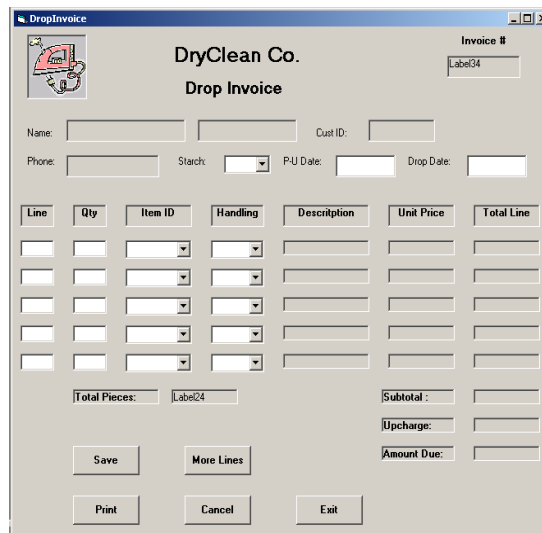 DropInvoice
DryClean Co.
Invoice #
Label34
Drop Invoice
Name: Cust ID:
Phone: Starch: P-U Date: Drop Date:
Line Qty Item ID Handling Descritption Unit Price Total Line
Total Pieces: Label24 Subtotal :
Upcharge:
Save More Lines Amount Due:
Print Cancel Exit